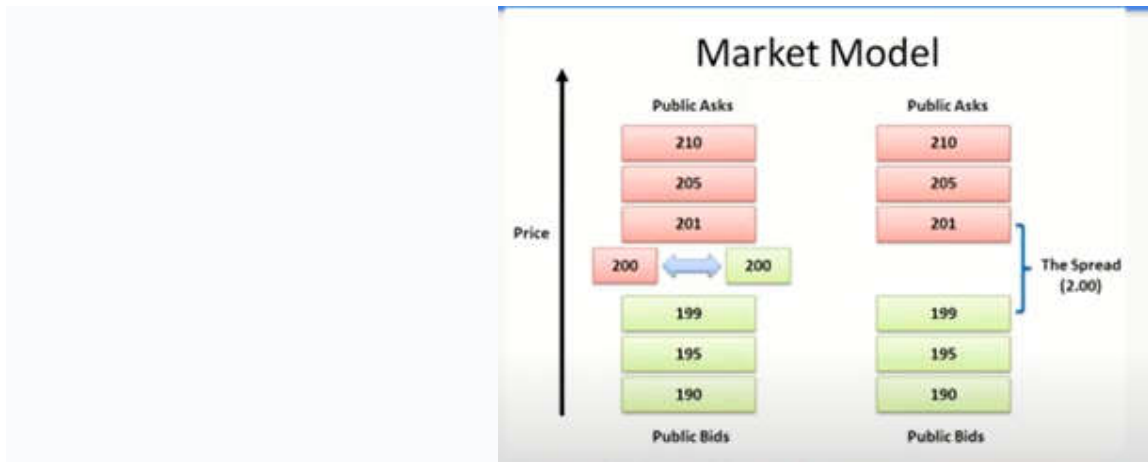 Market Model
Public Asks
Public Asks
210
210
205
205
201
201
Price
200
200
The Spread
(2.00)
199
199
195
195
190
190
Public Bids
Public Bids